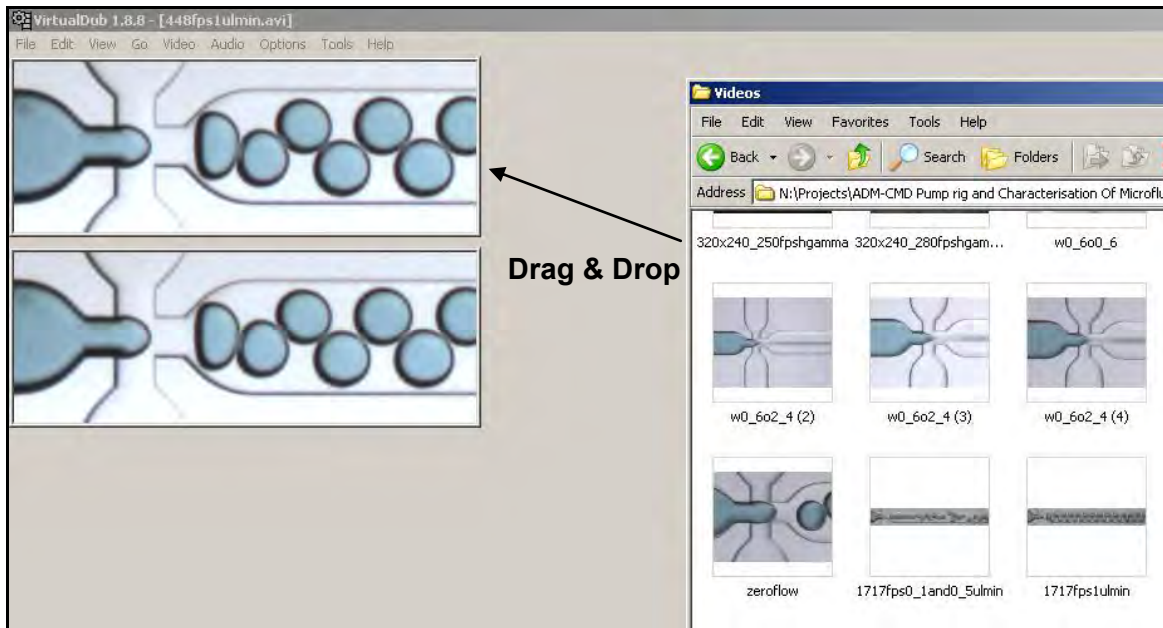 VirtualDub 1.8.8 - [448fps1ulmin.avi]
File Edit View Go Video Audio Options Tools Help
Drag & Drop
Videos
File Edit View Favorites Tools Help
Back Search Folders
Address N:\Projects\ADM-CMD Pump rig and Characterisation Of Microflu
320x240_250fpshgamma 320x240_280fpshgam... w0_6o0_6
w0_6o2_4 (2) w0_6o2_4 (3) w0_6o2_4 (4)
zeroflow 1717fps0_1and0_5ulmin 1717fps1ulmin